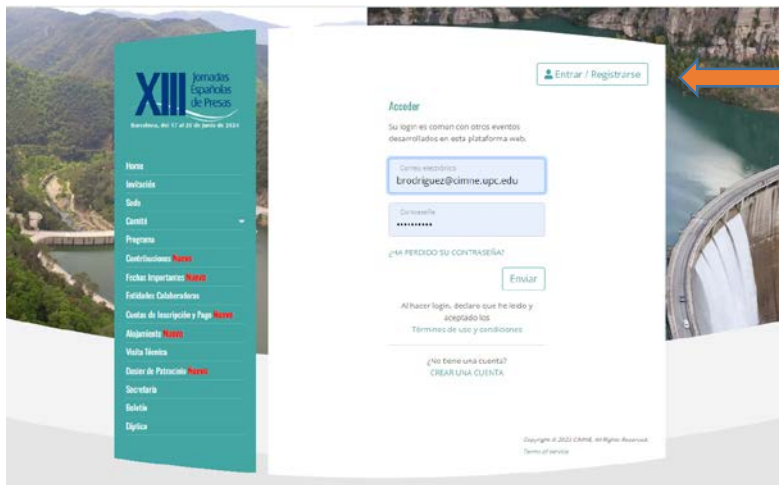 XIII Jornadas
Españolas
de Presas
Barcelona, del 17 al 20 de junio de 2024
Home
Invitación
Sede
Comité
Programa
Contribuciones Nuevo
Fechas Importantes Nuevo
Entidades Colaboradoras
Cuotas de Inscripción y Pago Nuevo
Alojamiento Nuevo
Visita Técnica
Dosier de Patrocinio Nuevo
Secretaría
Boletín
Díptico
Entrar / Registrarse
Acceder
Su login es común con otros eventos
desarrollados en esta plataforma web.
Correo electrónico
brodriguez@cimne.upc.edu
Contraseña
¿HA PERDIDO SU CONTRASEÑA?
Enviar
Al hacer login, declaro que he leído y
aceptado los
Términos de uso y condiciones
¿No tiene una cuenta?
CREAR UNA CUENTA
Copyright © 2022 CIMNE, All Rights Reserved.
Terms of service